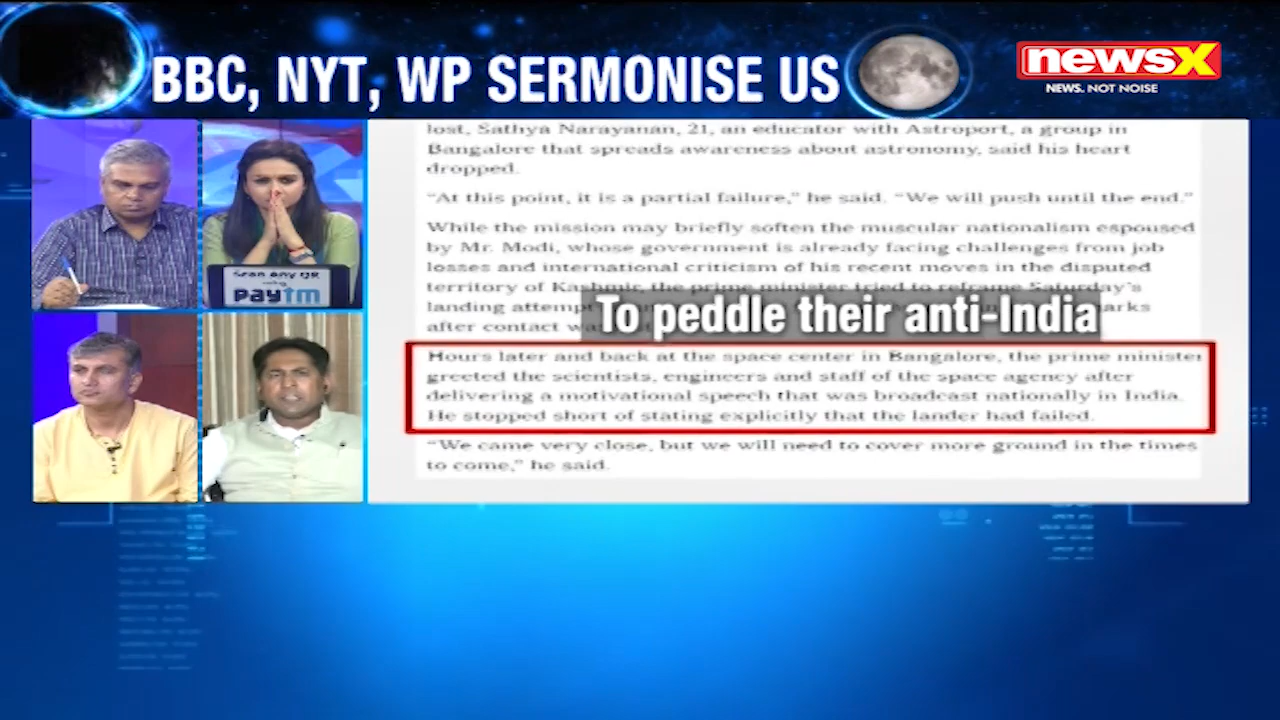 BBC, NYT, WP SERMONISE US
newsX
NEWS. NOT NOISE
Scan any QR
using
paytm
lost, Sathya Narayanan, 21, an educator with Astroport, a group in
Bangalore that spreads awareness about astronomy, said his heart
dropped.
"At this point, it is a partial failure," he said. "We will push until the end."
While the mission may briefly soften the muscular nationalism espoused
by Mr. Modi, whose government is already facing challenges from job
losses and international criticism of his recent moves in the disputed
territory of Kashmir, the prime minister tried to reframe Saturday's
landing
after contact
To peddle their anti-India
Hours later and back at the space center in Bangalore, the prime minister
greeted the scientists, engineers and staff of the space agency after
delivering a motivational speech that was broadcast nationally in India.
He stopped short of stating explicitly that the lander had failed.
"We came very close, but we will need to cover more ground in the times
to come," he said.